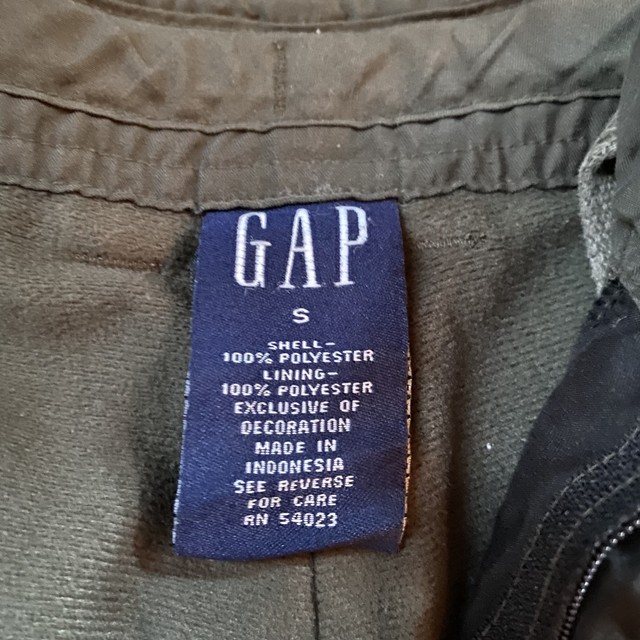 GAP
S
SHELL-
100% POLYESTER
LINING-
100% POLYESTER
EXCLUSIVE OF
DECORATION
MADE IN
INDONESIA
SEE REVERSE
FOR CARE
RN 54023